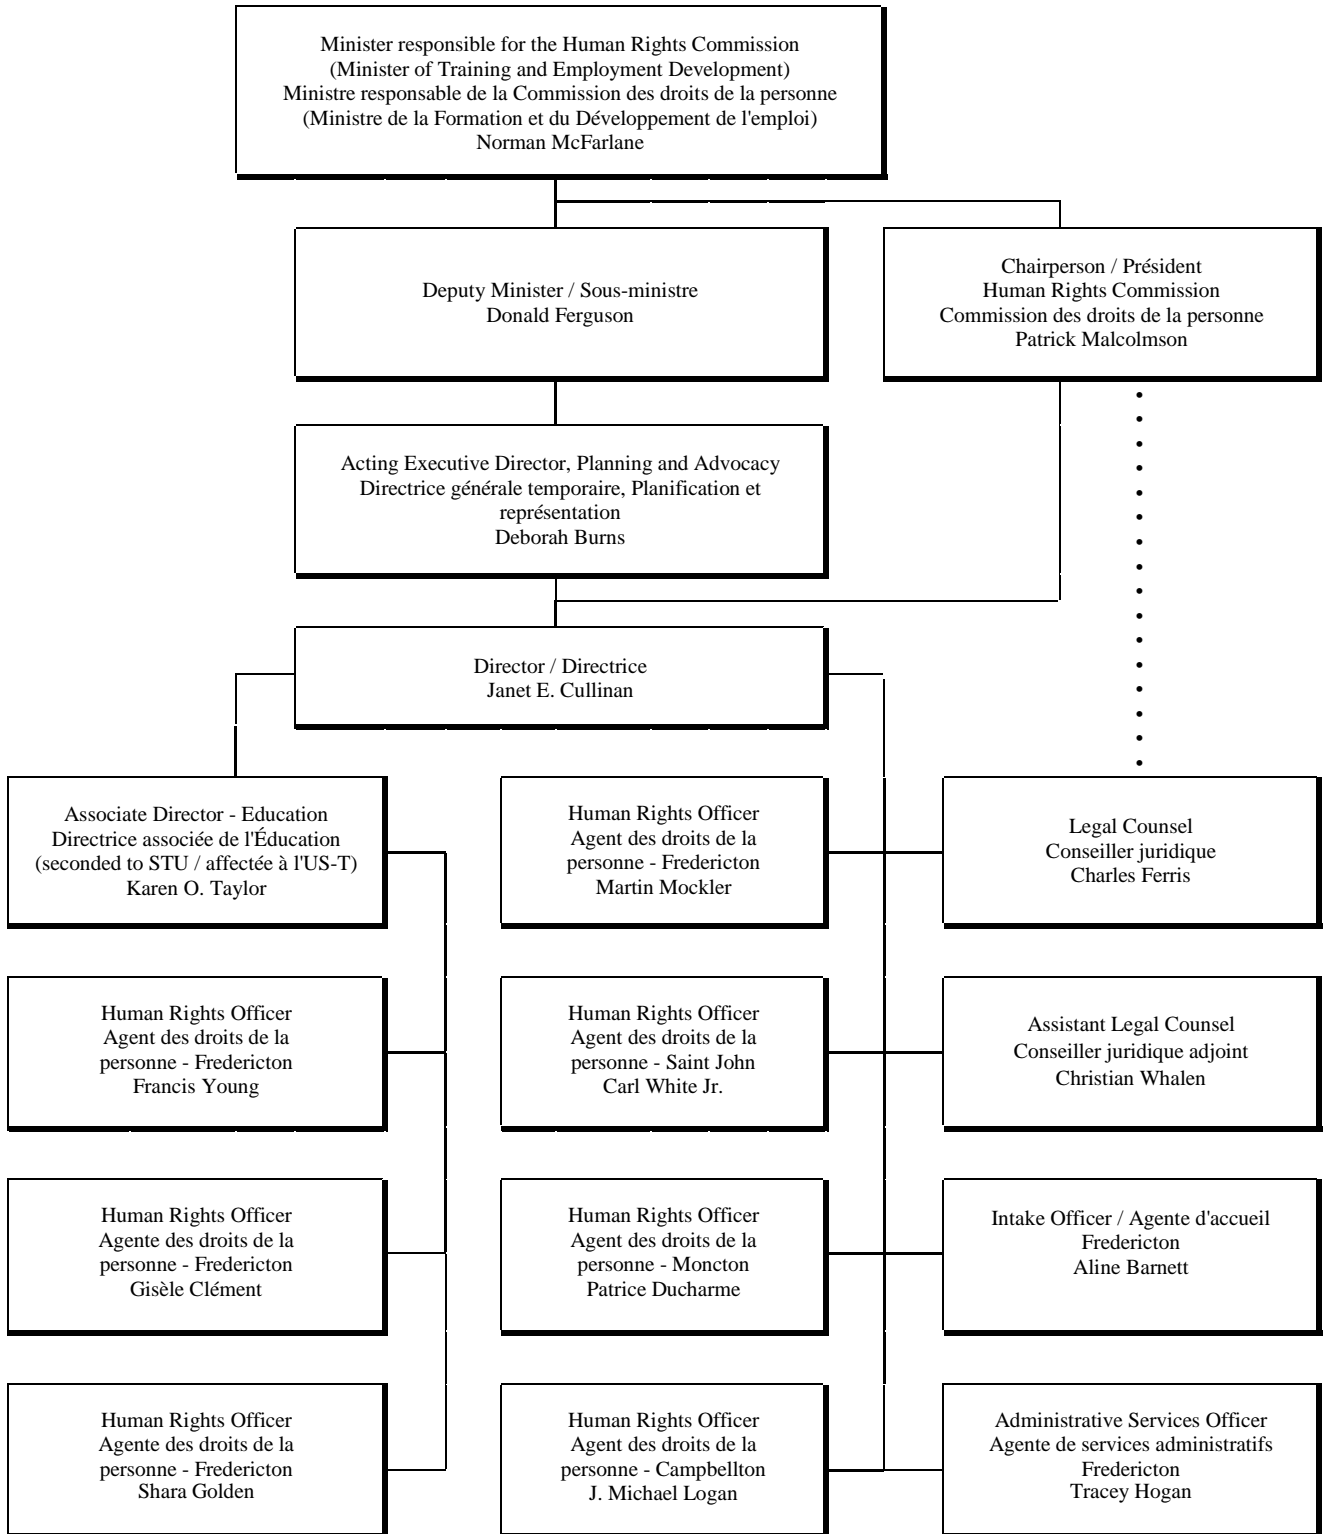 Minister responsible for the Human Rights Commission
(Minister of Training and Employment Development)
Ministre responsable de la Commission des droits de la personne
(Ministre de la Formation et du Développement de l'emploi)
Norman McFarlane
Deputy Minister / Sous-ministre
Donald Ferguson
Chairperson / Président
Human Rights Commission
Commission des droits de la personne
Patrick Malcolmson
Acting Executive Director, Planning and Advocacy
Directrice générale temporaire, Planification et
représentation
Deborah Burns
Director / Directrice
Janet E. Cullinan
Associate Director - Education
Directrice associée de l'Éducation
(seconded to STU / affectée à l'US-T)
Karen O. Taylor
Human Rights Officer
Agent des droits de la
personne - Fredericton
Martin Mockler
Legal Counsel
Conseiller juridique
Charles Ferris
Human Rights Officer
Agent des droits de la
personne - Fredericton
Francis Young
Human Rights Officer
Agent des droits de la
personne - Saint John
Carl White Jr.
Assistant Legal Counsel
Conseiller juridique adjoint
Christian Whalen
Human Rights Officer
Agente des droits de la
personne - Fredericton
Gisèle Clément
Human Rights Officer
Agent des droits de la
personne - Moncton
Patrice Ducharme
Intake Officer / Agente d'accueil
Fredericton
Aline Barnett
Human Rights Officer
Agente des droits de la
personne - Fredericton
Shara Golden
Human Rights Officer
Agent des droits de la
personne - Campbellton
J. Michael Logan
Administrative Services Officer
Agente de services administratifs
Fredericton
Tracey Hogan